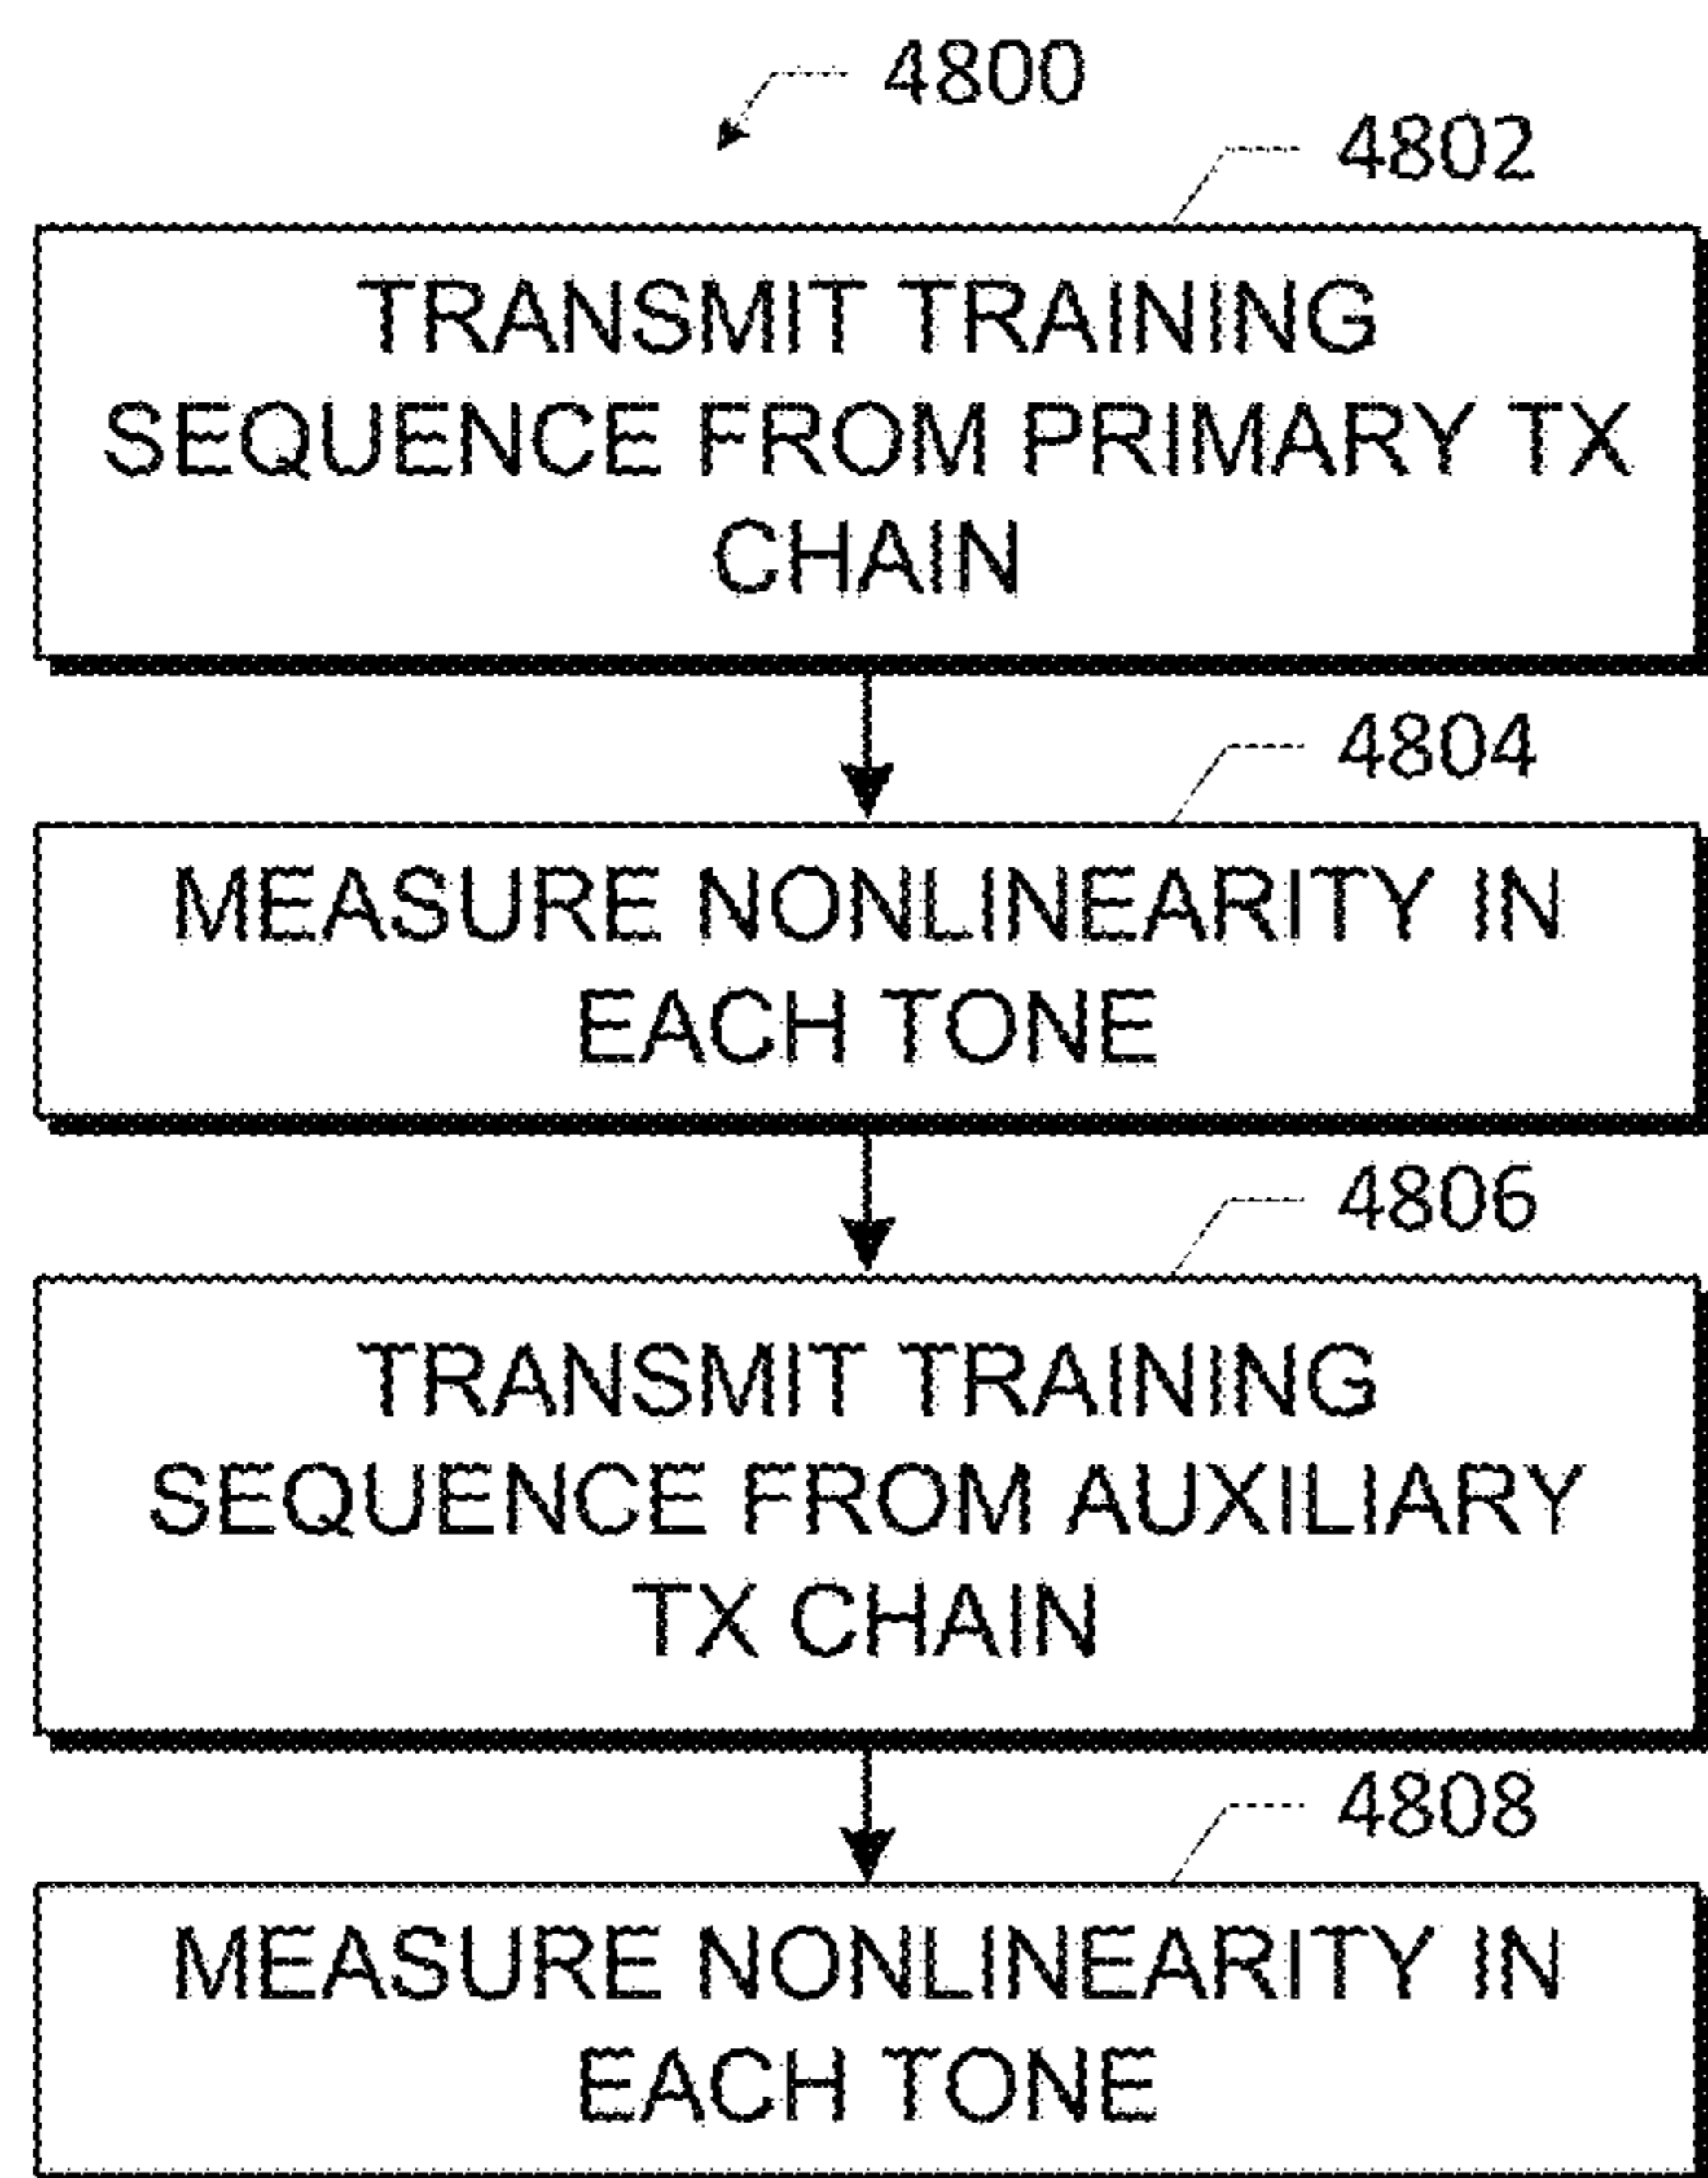 4800
4802
TRANSMIT TRAINING
SEQUENCE FROM PRIMARY TX
CHAIN
4804
MEASURE NONLINEARITY IN
EACH TONE
4806
TRANSMIT TRAINING
SEQUENCE FROM AUXILIARY
TX CHAIN
4808
MEASURE NONLINEARITY IN
EACH TONE